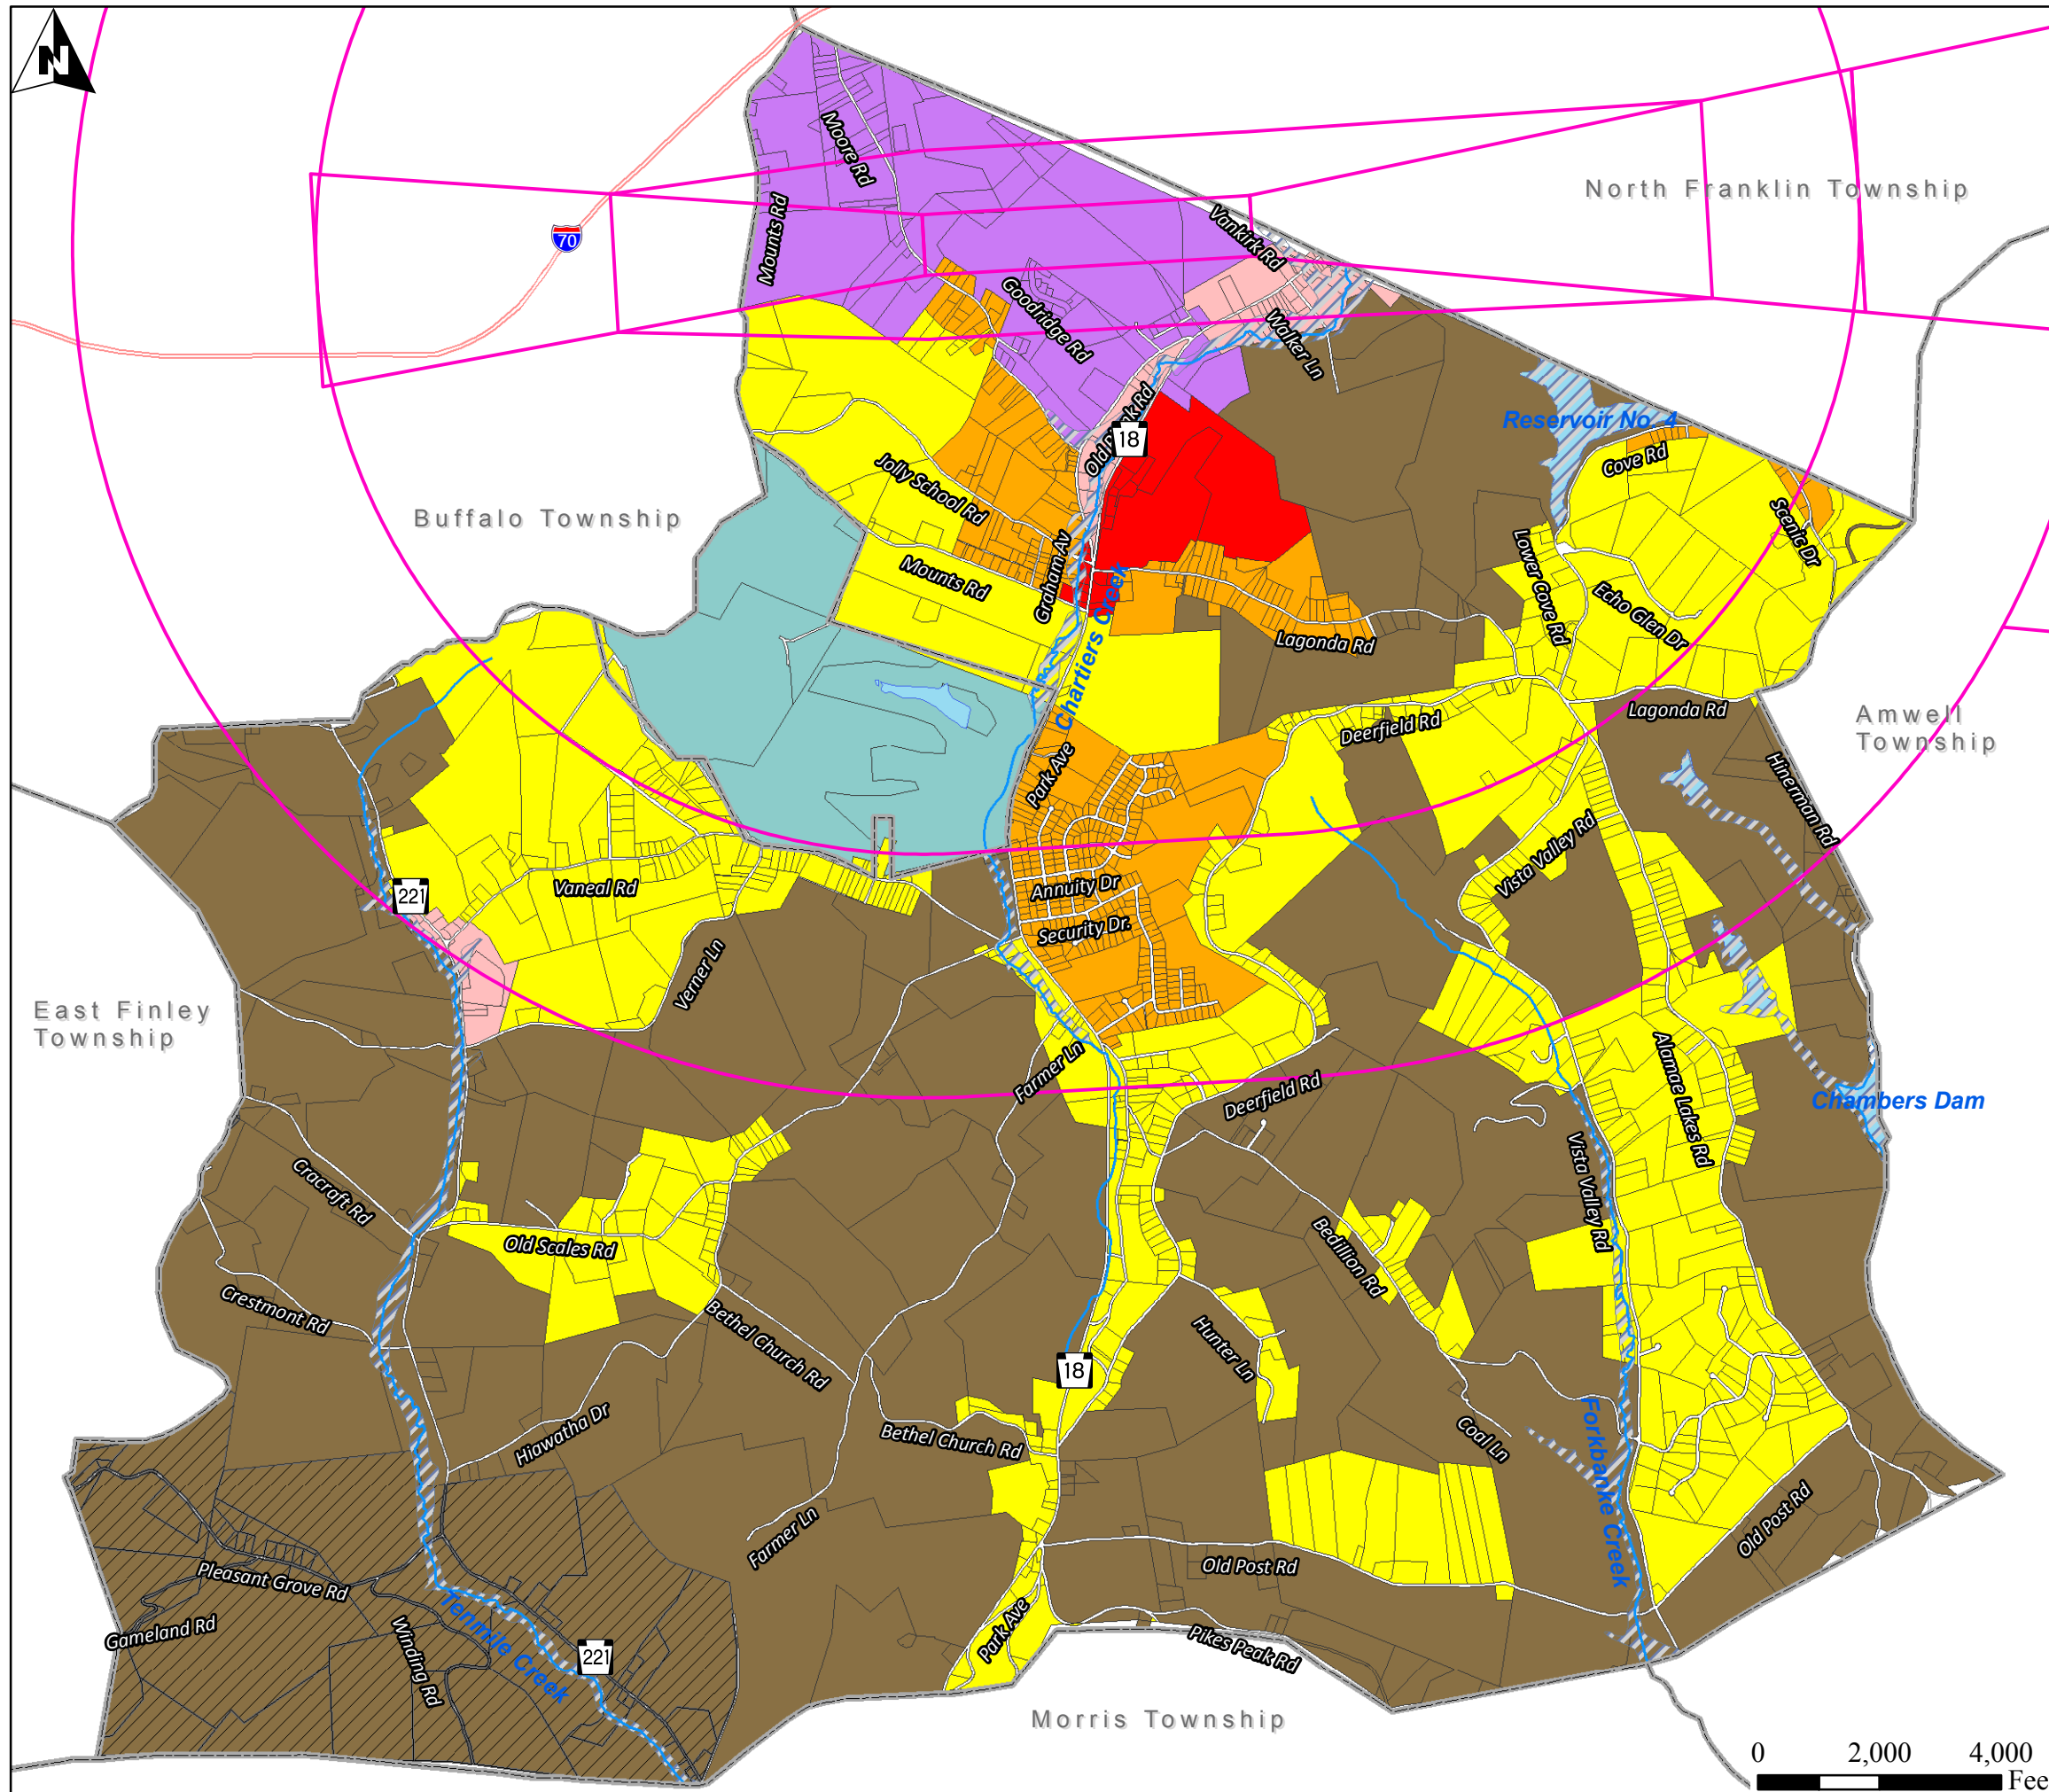 N
70
North Franklin Township
Moore Rd
Mounts Rd
Vankirk Rd
Goodridge Rd
Walker Ln
Reservoir No. 4
18
Cove Rd
Scenic Dr
Buffalo Township
Jolly School Rd
Mounts Rd
Graham Av
Lower Cove Rd
Echo Glen Dr
Chartiers Creek
Lagonda Rd
Lagonda Rd
Deerfield Rd
Amwell
Township
Hinerman Rd
Park Ave
Vista Valley Rd
221
Vaneal Rd
Annuity Dr
Security Dr.
Verner Ln
East Finley
Township
Farmer Ln
Deerfield Rd
Alamae Lakes Rd
Chambers Dam
Cracraft Rd
Old Scales Rd
Vista Valley Rd
Bedillion Rd
Crestmont Rd
Bethel Church Rd
Hunter Ln
18
Hiawatha Dr
Bethel Church Rd
Coal Ln
Forkbanke Creek
Farmer Ln
Old Post Rd
Old Post Rd
Pleasant Grove Rd
Gameland Rd
Winding Rd
Tenmile Creek
221
Park Ave
Pikes Peak Rd
Morris Township
0 2,000 4,000
Fee